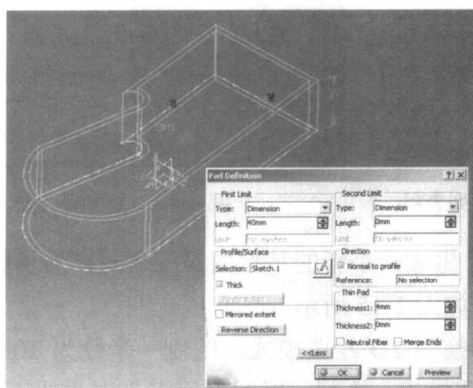 Pad Definition
First Limit
Type: Dimension
Length: 40mm
Limit:
Profile/Surface
Selection: Sketch.1
Thick
Mirrored extent
Reverse Direction
Second Limit
Type: Dimension
Length: 0mm
Limit:
Direction
Normal to profile
Reference: No selection
Thin Pad
Thickness1: 4mm
Thickness2: 0mm
Neutral Fiber Merge Ends
<<Less
OK Cancel Preview